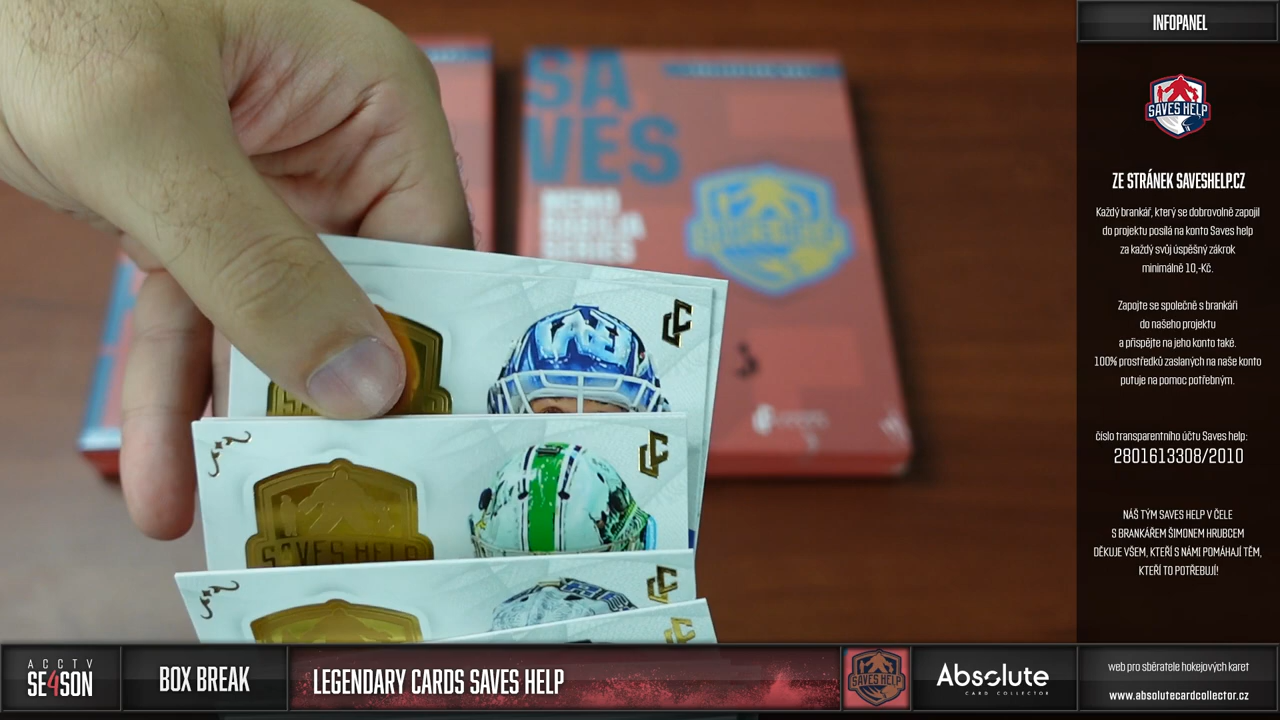 INFOPANEL
SAVES HELP
ZE STRÁNEK SAVESHELP.CZ
Každý brankář, který se dobrovolně zapojil
do projektu posílá na konto Saves help
za každý svůj úspěšný zákrok
minimálně 10,-Kč.
Zapojte se společně s brankáři
do našeho projektu
a přispějte na jeho konto také.
100% prostředků zaslaných na naše konto
putuje na pomoc potřebným.
číslo transparentního účtu Saves help:
2801613308/2010
NÁŠ TÝM SAVES HELP V ČELE
S BRANKÁŘEM ŠIMONEM HRUBCEM
DĚKUJE VŠEM, KTEŘÍ S NÁMI POMÁHAJÍ TĚM,
KTEŘÍ TO POTŘEBUJÍ!
SA
VES
MEMO
RABILIA
SERIES
SAVES HELP
SAVES HELP
ACCTV
SE4SON
BOX BREAK
LEGENDARY CARDS SAVES HELP
SAVES HELP
Absolute
CARD COLLECTOR
web pro sběratele hokejových karet
www.absolutecardcollector.cz